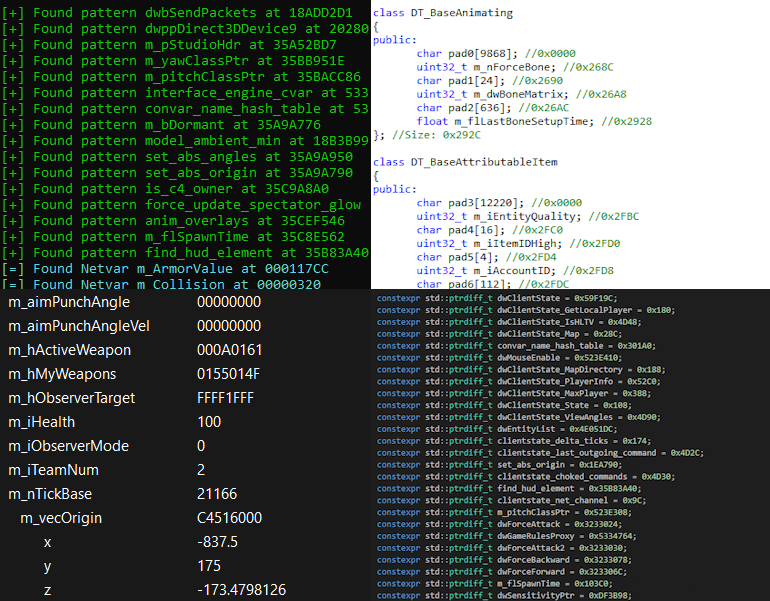 [+] Found pattern dwbSendPackets at 18ADD2D1
[+] Found pattern dwppDirect3DDevice9 at 20280
[+] Found pattern m_pStudioHdr at 35A52BD7
[+] Found pattern m_yawClassPtr at 35BB951E
[+] Found pattern m_pitchClassPtr at 35BACC86
[+] Found pattern interface_engine_cvar at 533
[+] Found pattern convar_name_hash_table at 53
[+] Found pattern m_bDormant at 35A9A776
[+] Found pattern model_ambient_min at 18B3B99
[+] Found pattern set_abs_angles at 35A9A950
[+] Found pattern set_abs_origin at 35A9A790
[+] Found pattern is_c4_owner at 35C9A8A0
[+] Found pattern force_update_spectator_glow
[+] Found pattern anim_overlays at 35CEF546
[+] Found pattern m_flSpawnTime at 35C8E562
[+] Found pattern find_hud_element at 35B83A40
[=] Found Netvar m_ArmorValue at 000117CC
[=] Found Netvar m_Collision at 00000320
class DT_BaseAnimating
{
public:
char pad0[9868]; //0x0000
uint32_t m_nForceBone; //0x268C
char pad1[24]; //0x2690
uint32_t m_dwBoneMatrix; //0x26A8
char pad2[636]; //0x26AC
float m_flLastBoneSetupTime; //0x2928
}; //Size: 0x292C
class DT_BaseAttributableItem
{
public:
char pad3[12220]; //0x0000
uint32_t m_iEntityQuality; //0x2FBC
char pad4[16]; //0x2FC0
uint32_t m_iItemIDHigh; //0x2FD0
char pad5[4]; //0x2FD4
uint32_t m_iAccountID; //0x2FD8
char pad6[112]; //0x2FDC
m_aimPunchAngle 00000000
m_aimPunchAngleVel 00000000
m_hActiveWeapon 000A0161
m_hMyWeapons 0155014F
m_hObserverTarget FFFF1FFF
m_iHealth 100
m_iObserverMode 0
m_iTeamNum 2
m_nTickBase 21166
m_vecOrigin C4516000
x -837.5
y 175
z -173.4798126
constexpr std::ptrdiff_t dwClientState = 0x59F19C;
constexpr std::ptrdiff_t dwClientState_GetLocalPlayer = 0x180;
constexpr std::ptrdiff_t dwClientState_IsHLTV = 0x4D48;
constexpr std::ptrdiff_t dwClientState_Map = 0x28C;
constexpr std::ptrdiff_t convar_name_hash_table = 0x301A0;
constexpr std::ptrdiff_t dwMouseEnable = 0x523E410;
constexpr std::ptrdiff_t dwClientState_MapDirectory = 0x188;
constexpr std::ptrdiff_t dwClientState_PlayerInfo = 0x52C0;
constexpr std::ptrdiff_t dwClientState_MaxPlayer = 0x388;
constexpr std::ptrdiff_t dwClientState_State = 0x108;
constexpr std::ptrdiff_t dwClientState_ViewAngles = 0x4D90;
constexpr std::ptrdiff_t dwEntityList = 0x4E051DC;
constexpr std::ptrdiff_t clientstate_delta_ticks = 0x174;
constexpr std::ptrdiff_t clientstate_last_outgoing_command = 0x4D2C;
constexpr std::ptrdiff_t set_abs_origin = 0x1EA790;
constexpr std::ptrdiff_t clientstate_choked_commands = 0x4D30;
constexpr std::ptrdiff_t find_hud_element = 0x35B83A40;
constexpr std::ptrdiff_t clientstate_net_channel = 0x9C;
constexpr std::ptrdiff_t m_pitchClassPtr = 0x523E308;
constexpr std::ptrdiff_t dwForceAttack = 0x3233024;
constexpr std::ptrdiff_t dwGameRulesProxy = 0x5334764;
constexpr std::ptrdiff_t dwForceAttack2 = 0x3233030;
constexpr std::ptrdiff_t dwForceBackward = 0x3233078;
constexpr std::ptrdiff_t dwForceForward = 0x323306C;
constexpr std::ptrdiff_t m_flSpawnTime = 0x103C0;
constexpr std::ptrdiff_t dwSensitivityPtr = 0xDF3B98;